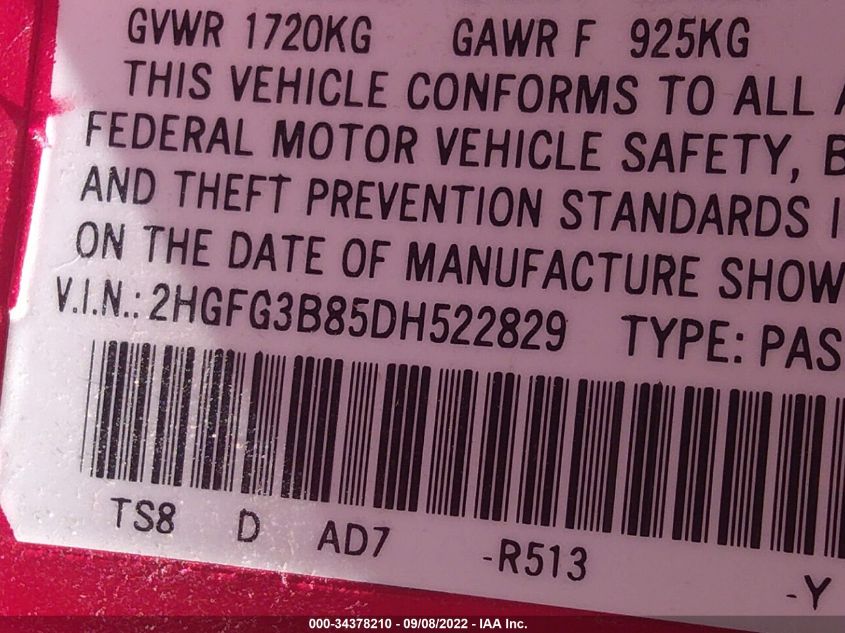 GVWR 1720KG GAWR F 925KG
THIS VEHICLE CONFORMS TO ALL A
FEDERAL MOTOR VEHICLE SAFETY, B
AND THEFT PREVENTION STANDARDS I
ON THE DATE OF MANUFACTURE SHOW
V.I.N.: 2HGFG3B85DH522829 TYPE: PAS
TS8 D AD7 -R513 -Y
000-34378210 - 09/08/2022 - IAA Inc.